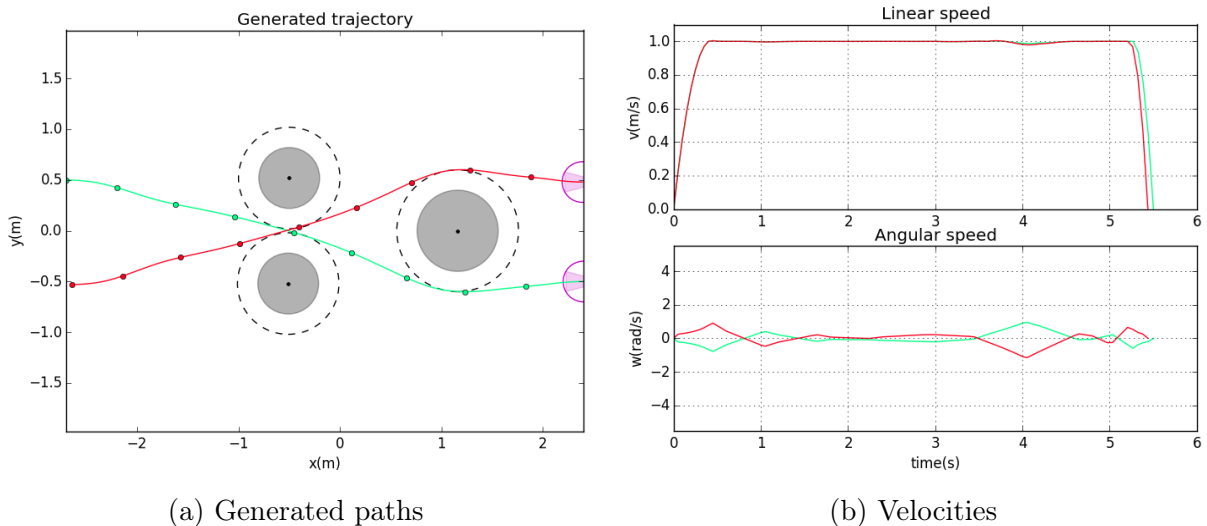 Generated trajectory
1.5
1.0
0.5
0.0
−0.5
−1.0
−1.5
y(m)
−2 −1 0 1 2
x(m)
Linear speed
1.0
0.8
0.6
0.4
0.2
0.0
v(m/s)
0 1 2 3 4 5 6
Angular speed
4
2
0
−2
−4
w(rad/s)
0 1 2 3 4 5 6
time(s)
(a) Generated paths
(b) Velocities